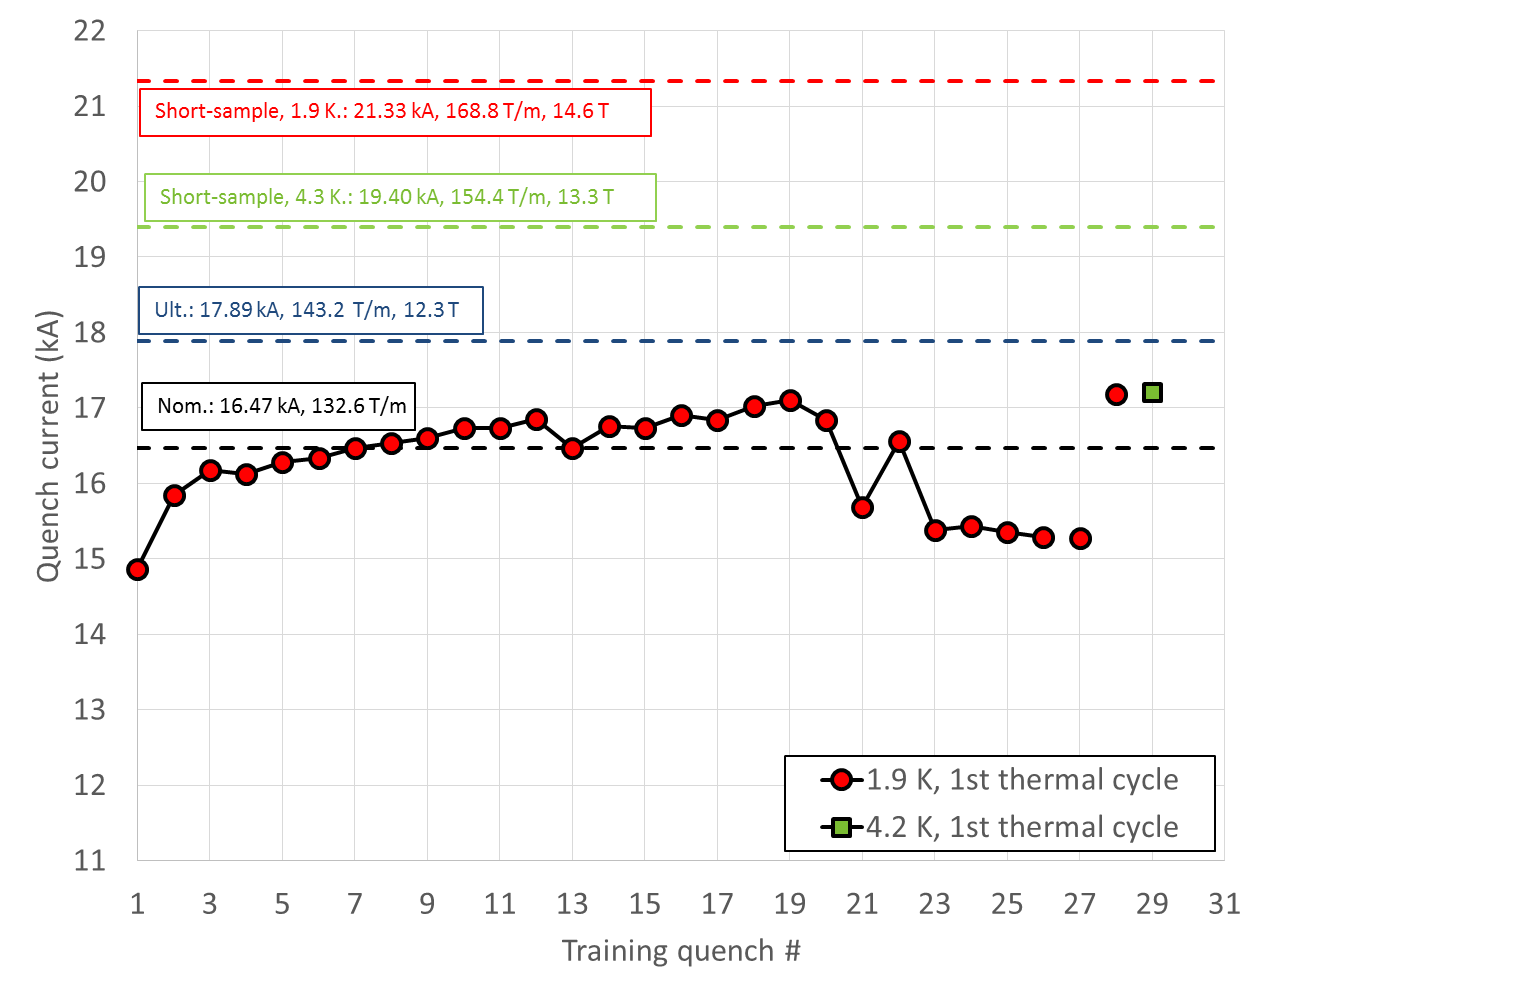 22
21
20
19
18
17
16
15
14
13
12
11
Quench current (kA)
Short-sample, 1.9 K.: 21.33 kA, 168.8 T/m, 14.6 T
Short-sample, 4.3 K.: 19.40 kA, 154.4 T/m, 13.3 T
Ult.: 17.89 kA, 143.2 T/m, 12.3 T
Nom.: 16.47 kA, 132.6 T/m
1.9 K, 1st thermal cycle
4.2 K, 1st thermal cycle
1 3 5 7 9 11 13 15 17 19 21 23 25 27 29 31
Training quench #